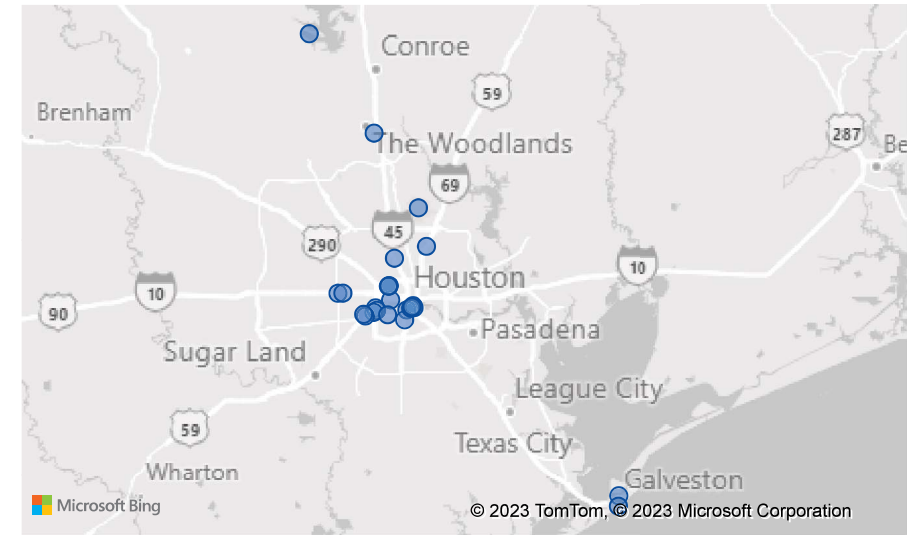 Conroe
59
Brenham
287
Be
The Woodlands
69
45
290
Houston
10
10
90
Pasadena
Sugar Land
League City
59
Texas City
Wharton
Galveston
Microsoft Bing
© 2023 TomTom, © 2023 Microsoft Corporation